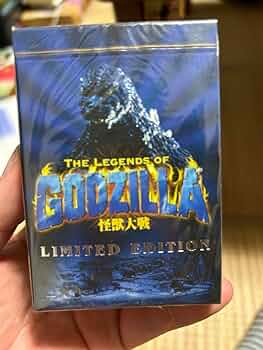 THE LEGENDS OF
GODZILLA
怪獣大戦
LIMITED EDITION